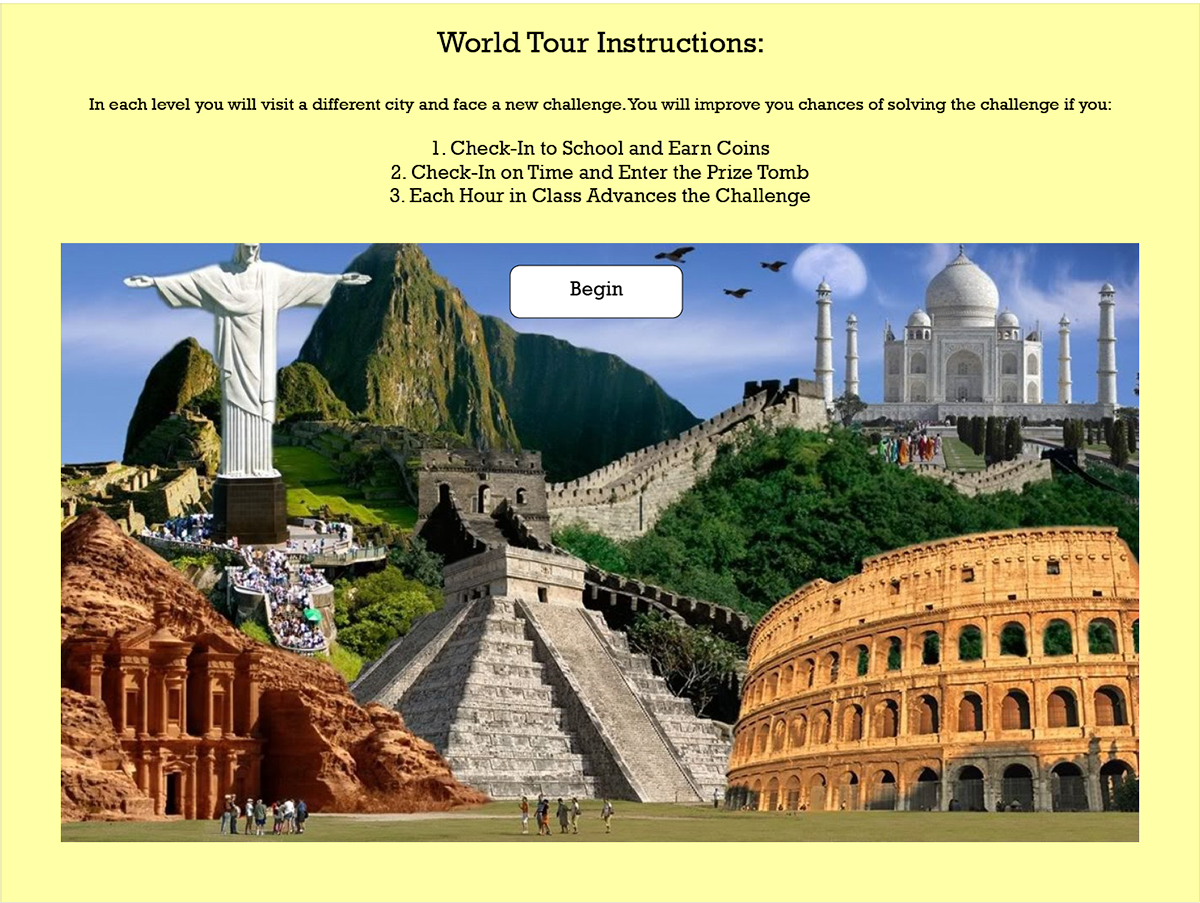 World Tour Instructions:
In each level you will visit a different city and face a new challenge. You will improve you chances of solving the challenge if you:
1. Check-In to School and Earn Coins
2. Check-In on Time and Enter the Prize Tomb
3. Each Hour in Class Advances the Challenge
Begin